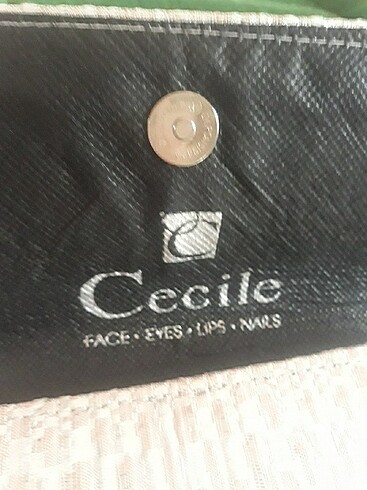 C
Cecile
FACE • EYES • LIPS • NAILS